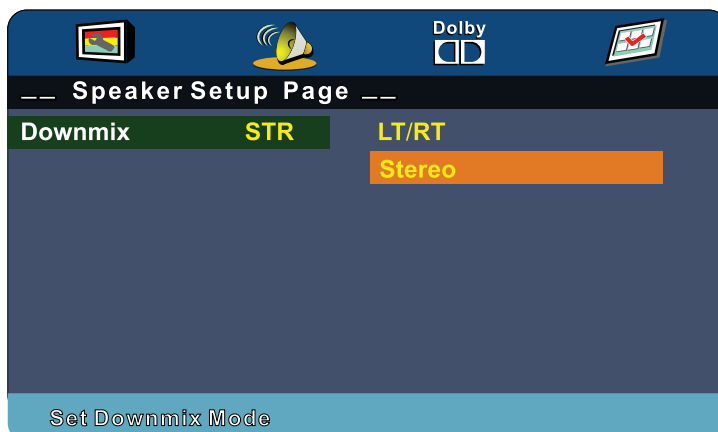 Dolby
__ Speaker Setup Page __
Downmix STR LT/RT
Stereo
Set Downmix Mode